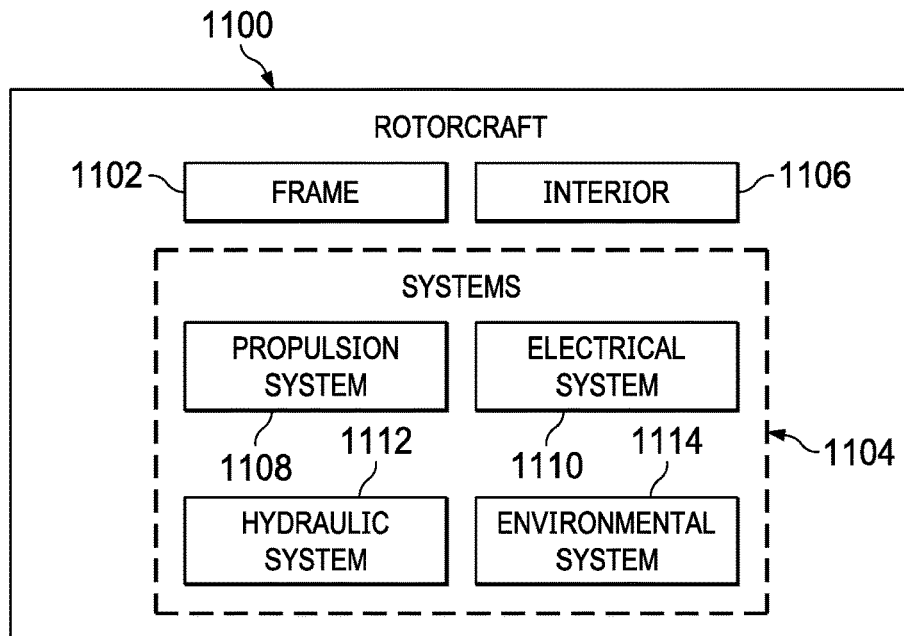 1100
ROTORCRAFT
1102
FRAME
INTERIOR
1106
SYSTEMS
PROPULSION
SYSTEM
ELECTRICAL
SYSTEM
1108
1112
1110
1114
1104
HYDRAULIC
SYSTEM
ENVIRONMENTAL
SYSTEM